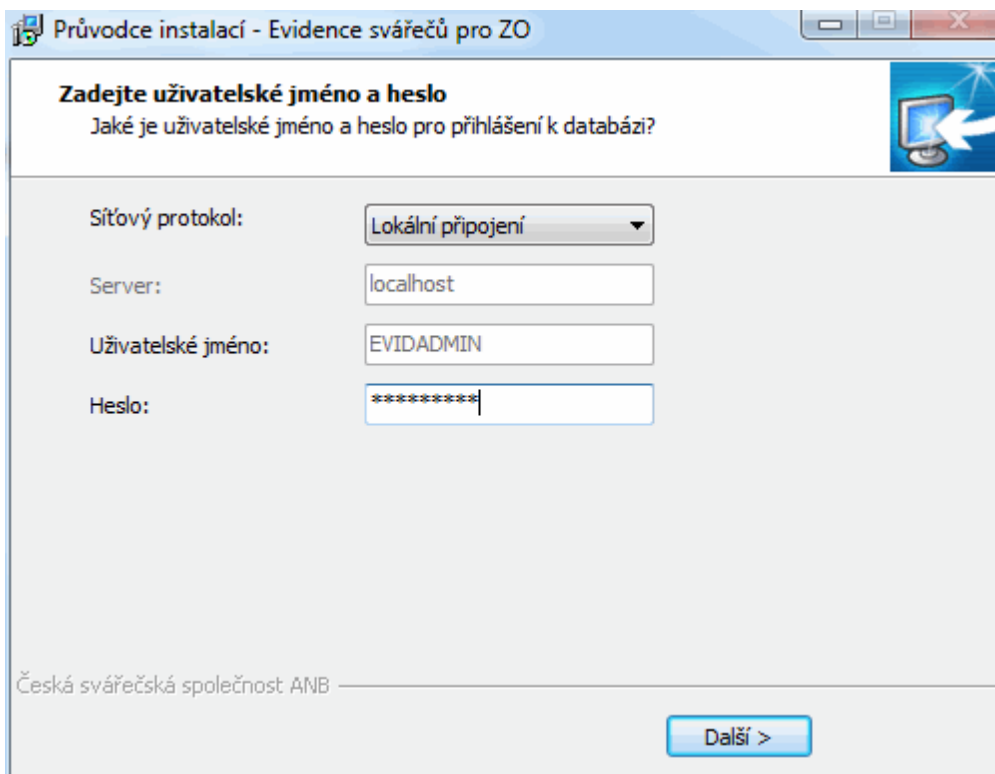 Průvodce instalací - Evidence svářečů pro ZO
Zadejte uživatelské jméno a heslo
Jaké je uživatelské jméno a heslo pro přihlášení k databázi?
Síťový protokol: Lokální připojení
Server: localhost
Uživatelské jméno: EVIDADMIN
Heslo: *********
Česká svářečská společnost ANB
Další >